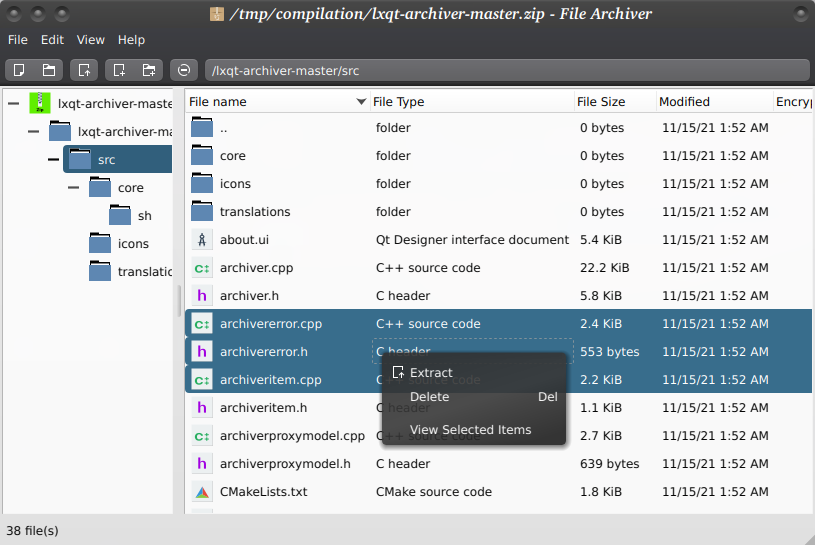 /tmp/compilation/lxqt-archiver-master.zip - File Archiver
File Edit View Help
/lxqt-archiver-master/src
lxqt-archiver-maste
lxqt-archiver-ma
src
core
sh
icons
translatio
File name File Type File Size Modified Encry
.. folder 0 bytes 11/15/21 1:52 AM
core folder 0 bytes 11/15/21 1:52 AM
icons folder 0 bytes 11/15/21 1:52 AM
translations folder 0 bytes 11/15/21 1:52 AM
about.ui Qt Designer interface document 5.4 KiB 11/15/21 1:52 AM
archiver.cpp C++ source code 22.2 KiB 11/15/21 1:52 AM
archiver.h C header 5.8 KiB 11/15/21 1:52 AM
archivererror.cpp C++ source code 2.4 KiB 11/15/21 1:52 AM
archivererror.h C header 553 bytes 11/15/21 1:52 AM
archiveritem.cpp C++ source code 2.2 KiB 11/15/21 1:52 AM
archiveritem.h C header 1.1 KiB 11/15/21 1:52 AM
archiverproxymodel.cpp C++ source code 2.7 KiB 11/15/21 1:52 AM
archiverproxymodel.h C header 639 bytes 11/15/21 1:52 AM
CMakeLists.txt CMake source code 1.8 KiB 11/15/21 1:52 AM
Extract
Delete Del
View Selected Items
38 file(s)